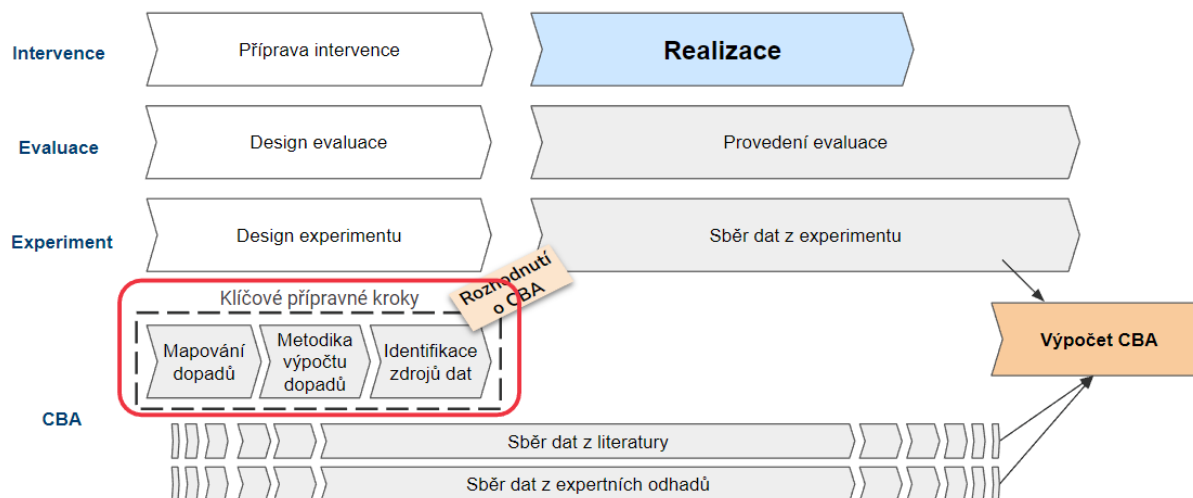 Intervence
Příprava intervence
Realizace
Evaluace
Design evaluace
Provedení evaluace
Experiment
Design experimentu
Sběr dat z experimentu
Rozhodnutí
o CBA
Klíčové přípravné kroky
Mapování
dopadů
Metodika
výpočtu
dopadů
Identifikace
zdrojů dat
Výpočet CBA
CBA
Sběr dat z literatury
Sběr dat z expertních odhadů